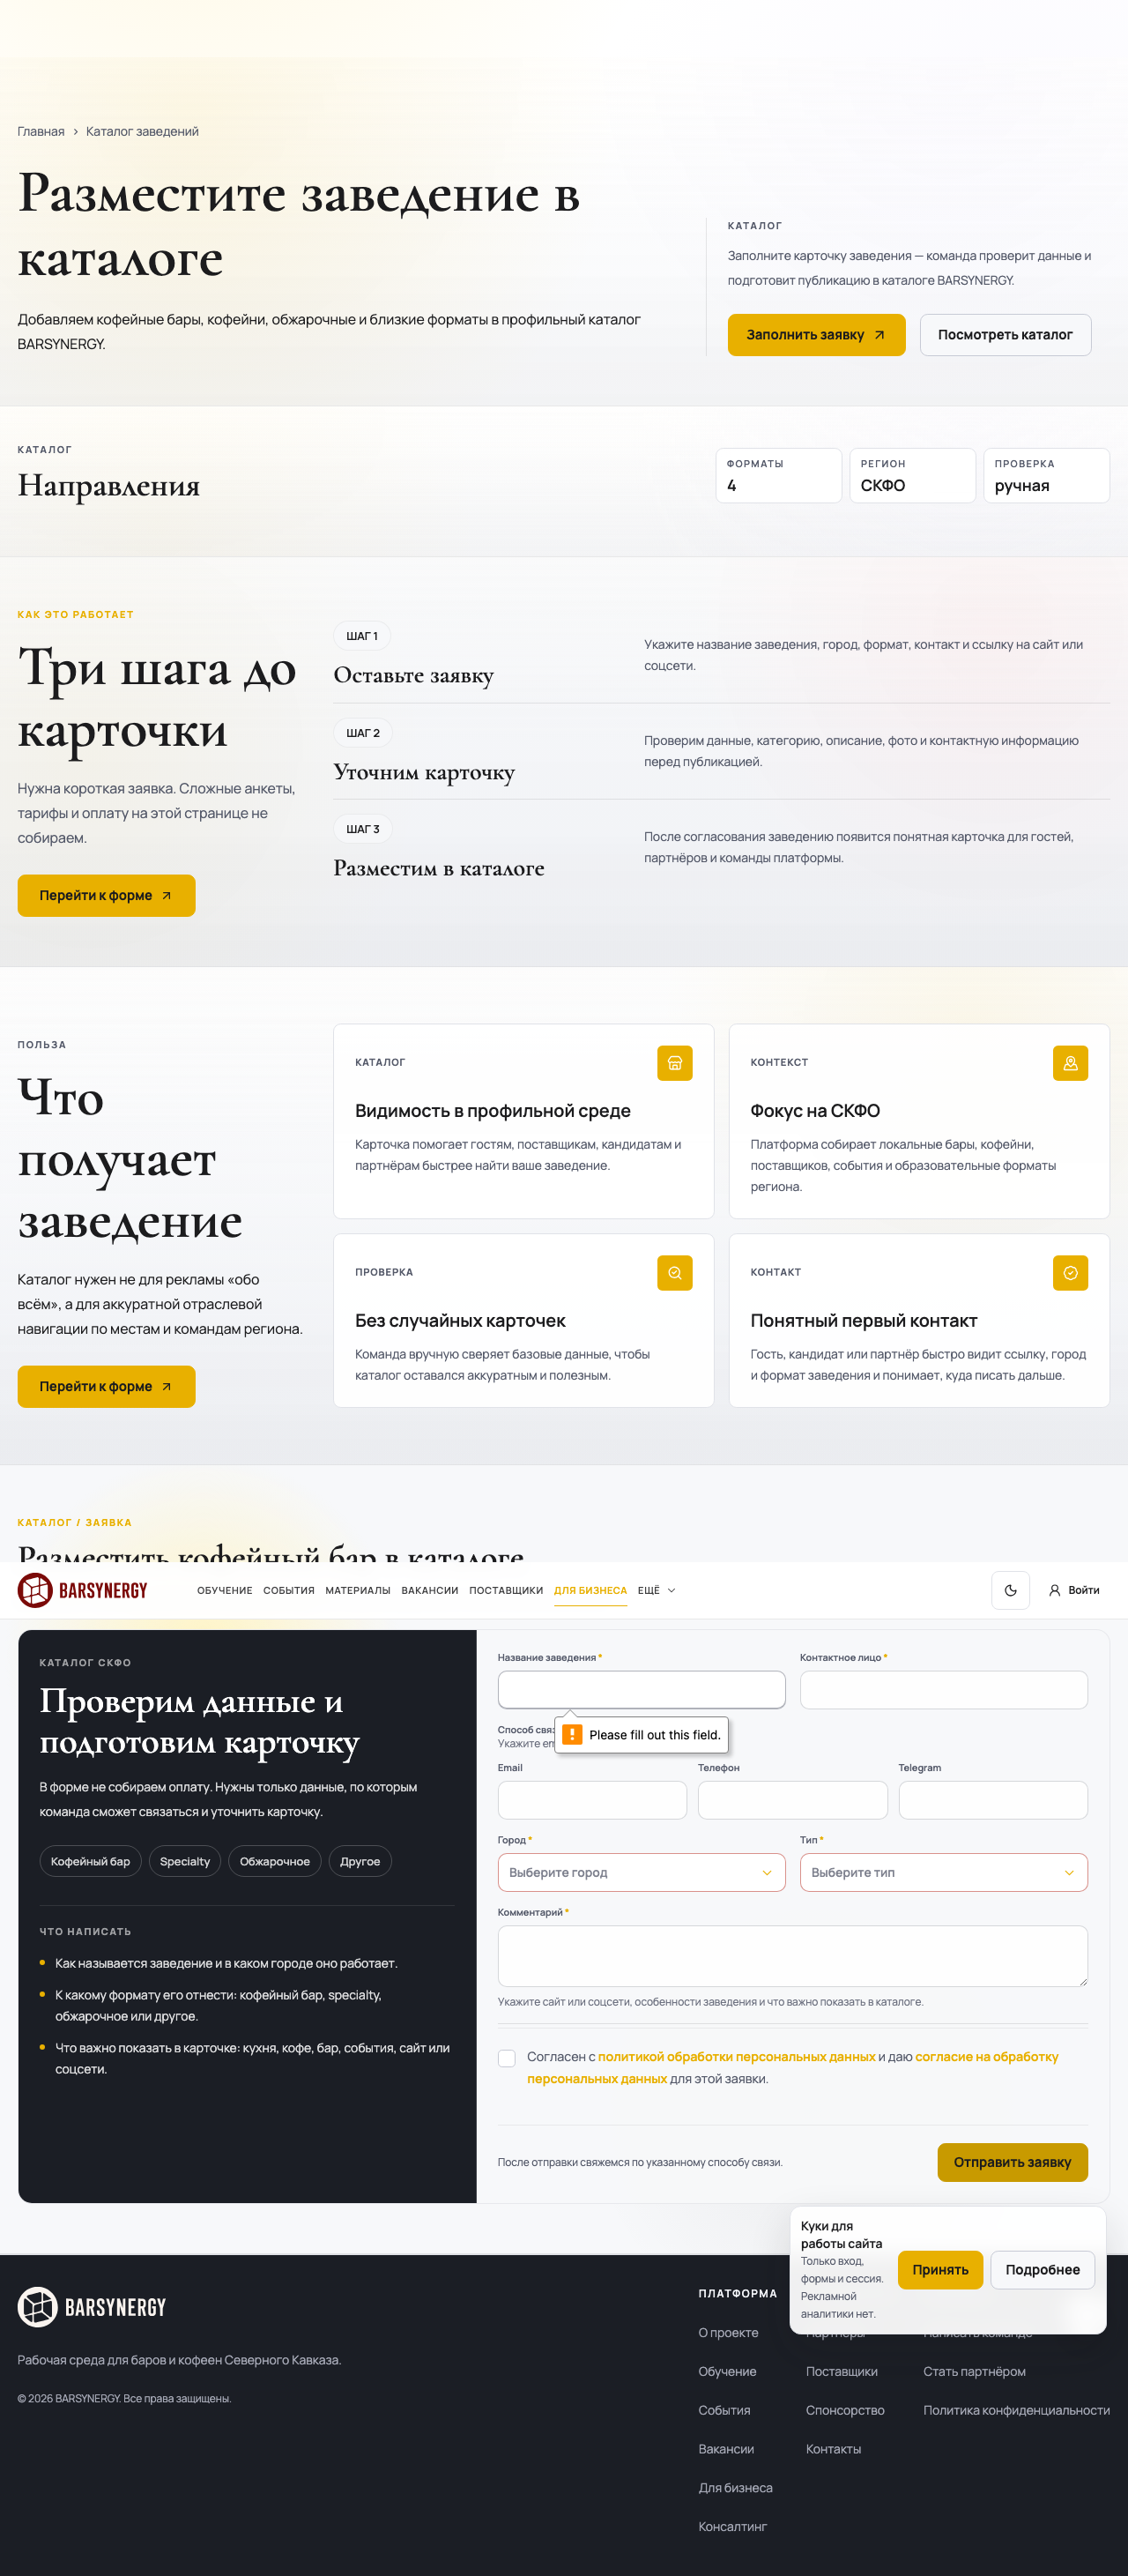 Главная › Каталог заведений
Разместите заведение в
каталоге
Добавляем кофейные бары, кофейни, обжарочные и близкие форматы в профильный каталог
BARSYNERGY.
КАТАЛОГ
Заполните карточку заведения — команда проверит данные и
подготовит публикацию в каталоге BARSYNERGY.
Заполнить заявку
Посмотреть каталог
КАТАЛОГ
Направления
ФОРМАТЫ
4
РЕГИОН
СКФО
ПРОВЕРКА
ручная
КАК ЭТО РАБОТАЕТ
Три шага до
карточки
Нужна короткая заявка. Сложные анкеты,
тарифы и оплату на этой странице не
собираем.
Перейти к форме
ШАГ 1
Оставьте заявку
Укажите название заведения, город, формат, контакт и ссылку на сайт или
соцсети.
ШАГ 2
Уточним карточку
Проверим данные, категорию, описание, фото и контактную информацию
перед публикацией.
ШАГ 3
Разместим в каталоге
После согласования заведению появится понятная карточка для гостей,
партнёров и команды платформы.
ПОЛЬЗА
Что
получает
заведение
Каталог нужен не для рекламы «обо
всём», а для аккуратной отраслевой
навигации по местам и командам региона.
Перейти к форме
КАТАЛОГ
Видимость в профильной среде
Карточка помогает гостям, поставщикам, кандидатам и
партнёрам быстрее найти ваше заведение.
КОНТЕКСТ
Фокус на СКФО
Платформа собирает локальные бары, кофейни,
поставщиков, события и образовательные форматы
региона.
ПРОВЕРКА
Без случайных карточек
Команда вручную сверяет базовые данные, чтобы
каталог оставался аккуратным и полезным.
КОНТАКТ
Понятный первый контакт
Гость, кандидат или партнёр быстро видит ссылку, город
и формат заведения и понимает, куда писать дальше.
КАТАЛОГ / ЗАЯВКА
Разместить кофейный бар в каталоге
BARSYNERGY
ОБУЧЕНИЕ СОБЫТИЯ МАТЕРИАЛЫ ВАКАНСИИ ПОСТАВЩИКИ ДЛЯ БИЗНЕСА ЕЩЁ
Войти
КАТАЛОГ СКФО
Проверим данные и
подготовим карточку
В форме не собираем оплату. Нужны только данные, по которым
команда сможет связаться и уточнить карточку.
Кофейный бар Specialty Обжарочное Другое
ЧТО НАПИСАТЬ
Как называется заведение и в каком городе оно работает.
К какому формату его отнести: кофейный бар, specialty,
обжарочное или другое.
Что важно показать в карточке: кухня, кофе, бар, события, сайт или
соцсети.
Название заведения *
Контактное лицо *
Способ
Укажите
Please fill out this field.
Email
Телефон
Telegram
Город *
Тип *
Выберите город
Выберите тип
Комментарий *
Укажите сайт или соцсети, особенности заведения и что важно показать в каталоге.
Согласен с политикой обработки персональных данных и даю согласие на обработку
персональных данных для этой заявки.
После отправки свяжемся по указанному способу связи.
Отправить заявку
Куки для
работы сайта
Только вход,
формы и сессия.
Рекламной
аналитики нет.
Принять
Подробнее
BARSYNERGY
Рабочая среда для баров и кофеен Северного Кавказа.
© 2026 BARSYNERGY. Все права защищены.
ПЛАТФОРМА
О проекте
Обучение
События
Вакансии
Для бизнеса
Консалтинг
Поставщики
Спонсорство
Контакты
Стать партнёром
Политика конфиденциальности